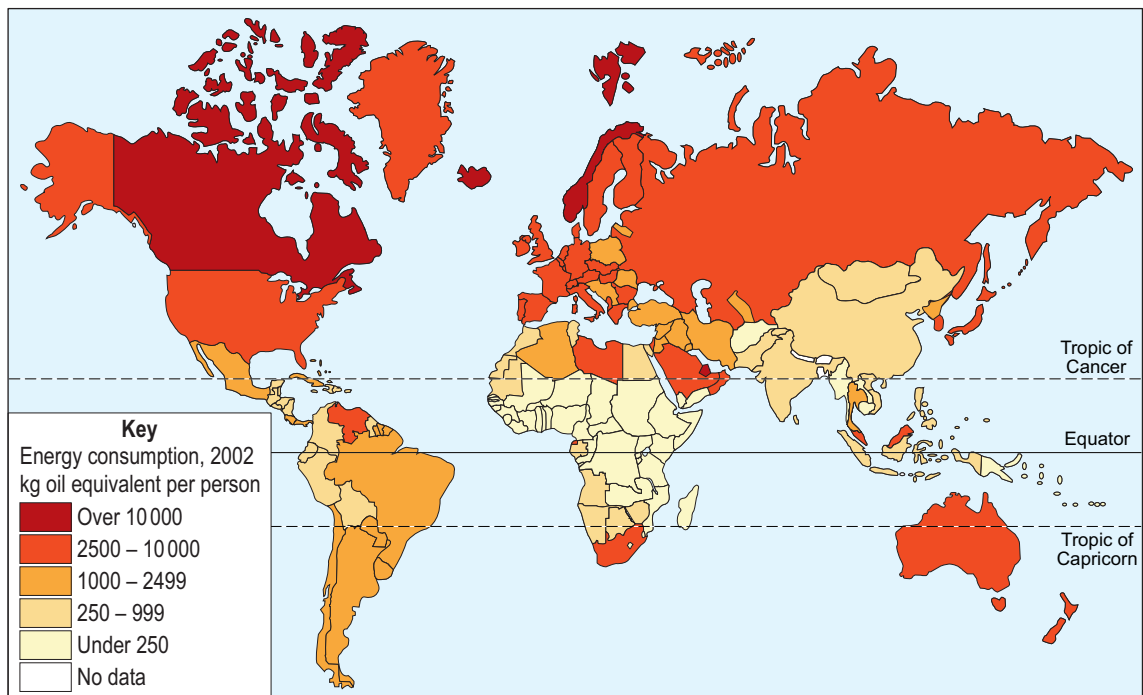 Tropic of
Cancer
Equator
Tropic of
Capricorn
Key
Energy consumption, 2002
kg oil equivalent per person
Over 10 000
2500 – 10 000
1000 – 2499
250 – 999
Under 250
No data